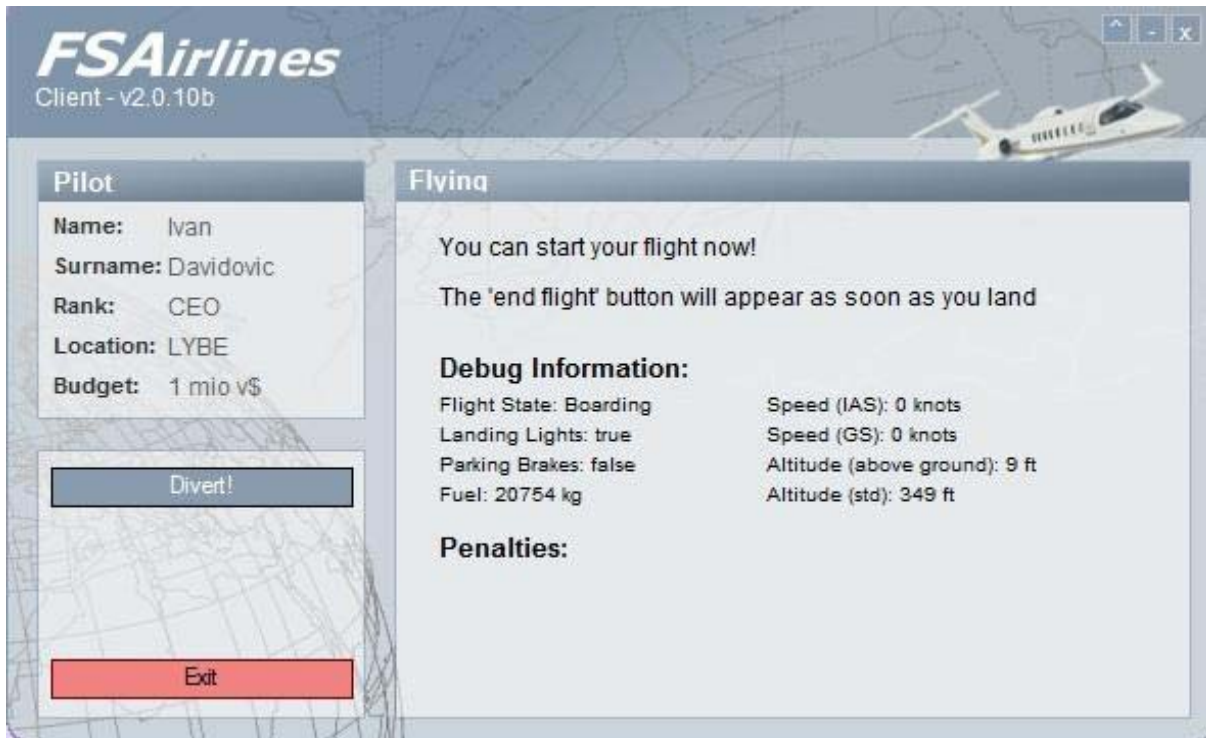 FSAirlines
Client - v2.0.10b
^ - x
Pilot
Name: Ivan
Surname: Davidovic
Rank: CEO
Location: LYBE
Budget: 1 mio v$
Divert!
Exit
Flying
You can start your flight now!
The 'end flight' button will appear as soon as you land
Debug Information:
Flight State: Boarding Speed (IAS): 0 knots
Landing Lights: true Speed (GS): 0 knots
Parking Brakes: false Altitude (above ground): 9 ft
Fuel: 20754 kg Altitude (std): 349 ft
Penalties: